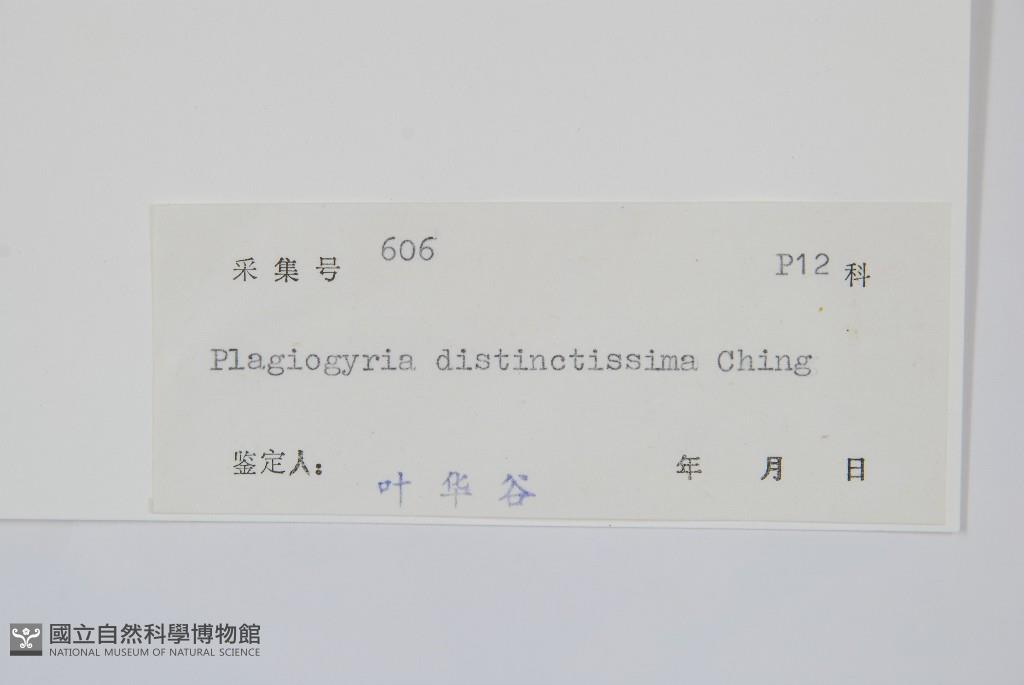 采集号 606 P12 科
Plagiogyria distinctissima Ching
鉴定人: 叶华谷 年 月 日
國立自然科學博物館
NATIONAL MUSEUM OF NATURAL SCIENCE